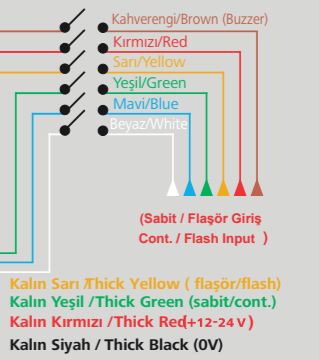 Kahverengi/Brown (Buzzer)
Kırmızı/Red
Sarı/Yellow
Yeşil/Green
Mavi/Blue
Beyaz/White
(Sabit / Flaşör Giriş
Cont. / Flash Input )
Kalın Sarı /Thick Yellow ( flaşör/flash)
Kalın Yeşil /Thick Green (sabit/cont.)
Kalın Kırmızı /Thick Red(+12-24 V )
Kalın Siyah / Thick Black (0V)